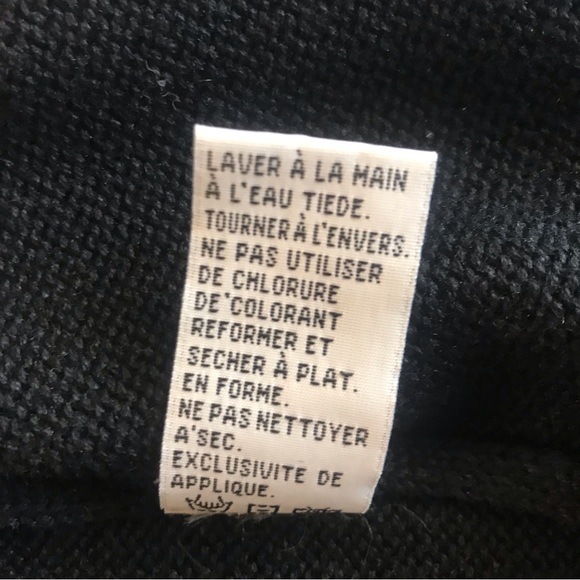 LAVER À LA MAIN
À L'EAU TIEDE.
TOURNER À L'ENVERS.
NE PAS UTILISER
DE CHLORURE
DE'COLORANT
REFORMER ET
SECHER À PLAT.
EN FORME.
NE PAS NETTOYER
A'SEC.
EXCLUSIVITE DE
APPLIQUE.